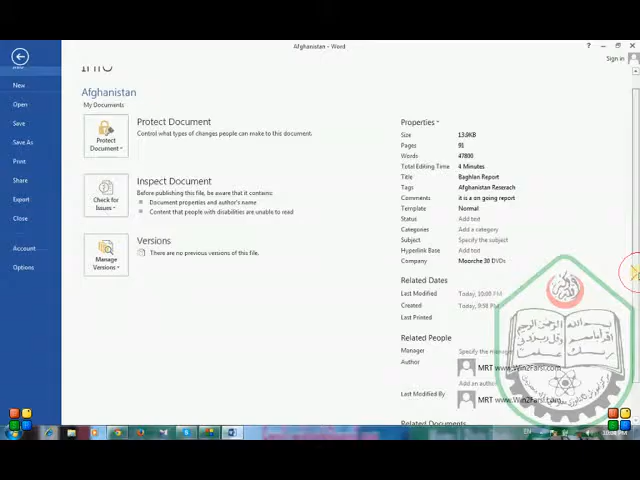 Afghanistan - Word
Sign in
Info
New
Open
Save
Save As
Print
Share
Export
Close
Account
Options
Afghanistan
My Documents
Protect Document
Protect Document
Control what types of changes people can make to this document.
Check for Issues
Inspect Document
Before publishing this file, be aware that it contains:
Document properties and author's name
Content that people with disabilities are unable to read
Manage Versions
Versions
There are no previous versions of this file.
Properties
Size 13.9KB
Pages 91
Words 47800
Total Editing Time 4 Minutes
Title Baghlan Report
Tags Afghanistan Reserach
Comments it is a on going report
Template Normal
Status Add text
Categories Add a category
Subject Specify the subject
Hyperlink Base Add text
Company Moorche 30 DVDs
Related Dates
Last Modified Today, 10:00 PM
Created Today, 9:58 PM
Last Printed
Related People
Manager Specify the manager
Author MRT www.Win2Farsi.com
Add an author
Last Modified By MRT www.Win2Farsi.com
Related Documents
EN